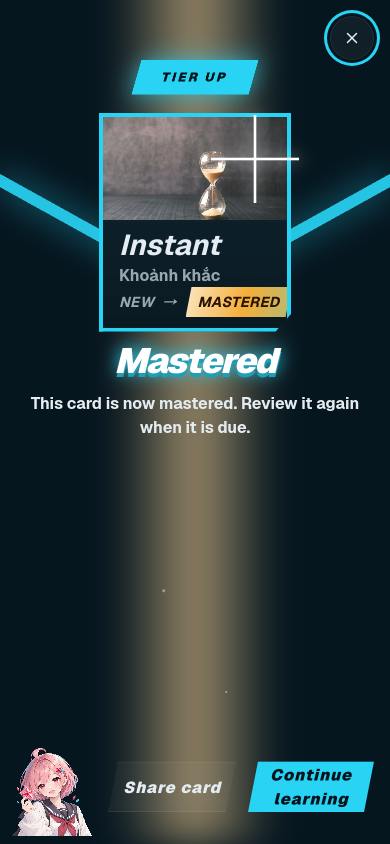 TIER UP
Instant
Khoảnh khắc
NEW → MASTERED
Mastered
This card is now mastered. Review it again
when it is due.
Share card
Continue
learning